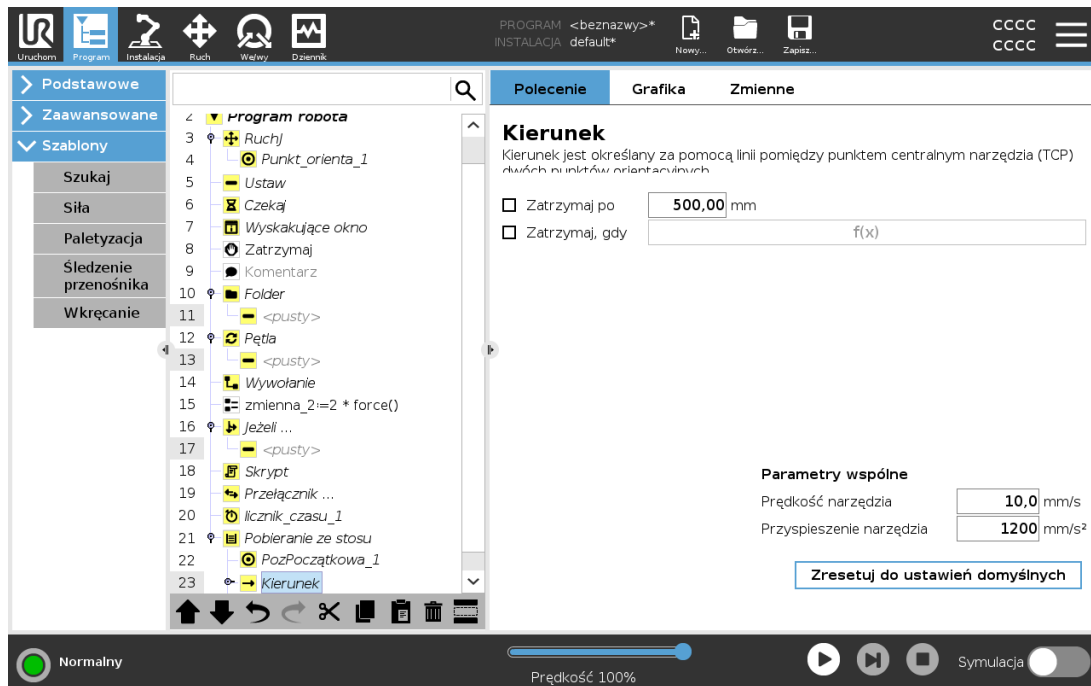 PROGRAM <beznazwy>*
INSTALACJA default*
CCCC
CCCC
Uruchom
Program
Instalacja
Ruch
We/wy
Dziennik
Nowy...
Otwórz...
Zapisz...
Podstawowe
Zaawansowane
Szablony
Szukaj
Siła
Paletyzacja
Śledzenie
przenośnika
Wkręcanie
2 Program robota
3 RuchJ
4 Punkt_orienta_1
5 Ustaw
6 Czekaj
7 Wyskakujące okno
8 Zatrzymaj
9 Komentarz
10 Folder
11 <pusty>
12 Pętla
13 <pusty>
14 Wywołanie
15 zmienna_2≔2 * force()
16 Jeżeli ...
17 <pusty>
18 Skrypt
19 Przełącznik ...
20 licznik_czasu_1
21 Pobieranie ze stosu
22 PozPoczątkowa_1
23 Kierunek
Polecenie Grafika Zmienne
Kierunek
Kierunek jest określany za pomocą linii pomiędzy punktem centralnym narzędzia (TCP)
dwóch punktów orientacyjnych
Zatrzymaj po 500,00 mm
Zatrzymaj, gdy f(x)
Parametry wspólne
Prędkość narzędzia 10,0 mm/s
Przyspieszenie narzędzia 1200 mm/s²
Zresetuj do ustawień domyślnych
Normalny
Prędkość 100%
Symulacja